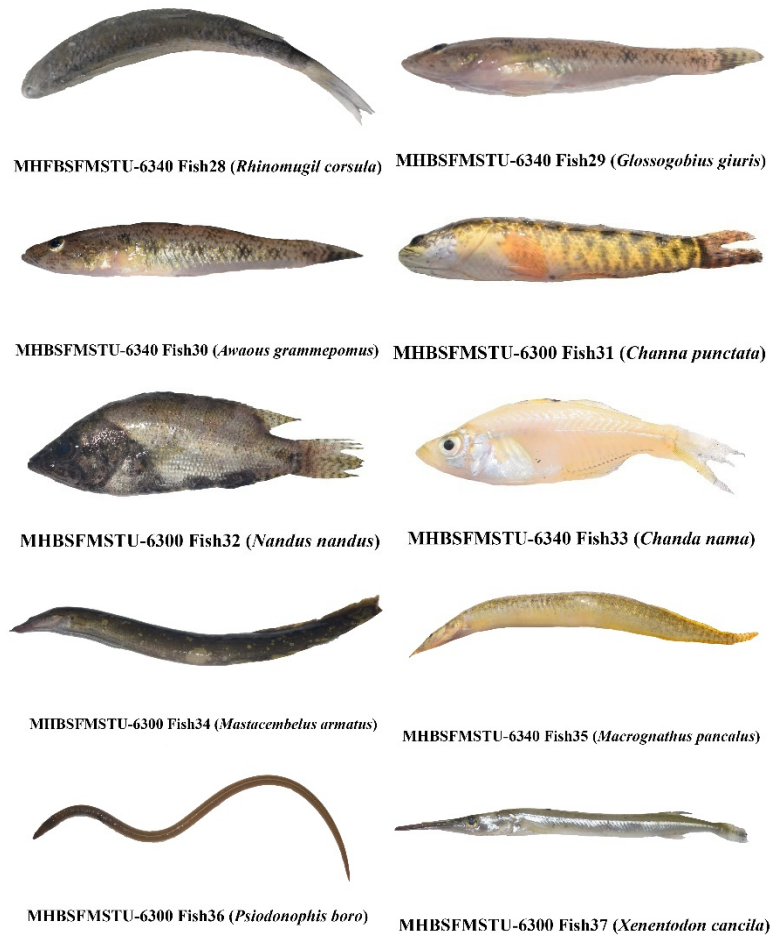 MHFBSFMSTU-6340 Fish28 (Rhinomugil corsula)
MHBSFMSTU-6340 Fish29 (Glossogobius giuris)
MHBSFMSTU-6340 Fish30 (Awaous grammepomus)
MHBSFMSTU-6300 Fish31 (Channa punctata)
MHBSFMSTU-6300 Fish32 (Nandus nandus)
MHBSFMSTU-6340 Fish33 (Chanda nama)
MHBSFMSTU-6300 Fish34 (Mastacembelus armatus)
MHBSFMSTU-6340 Fish35 (Macrognathus pancalus)
MHBSFMSTU-6300 Fish36 (Psiodonophis boro)
MHBSFMSTU-6300 Fish37 (Xenentodon cancila)